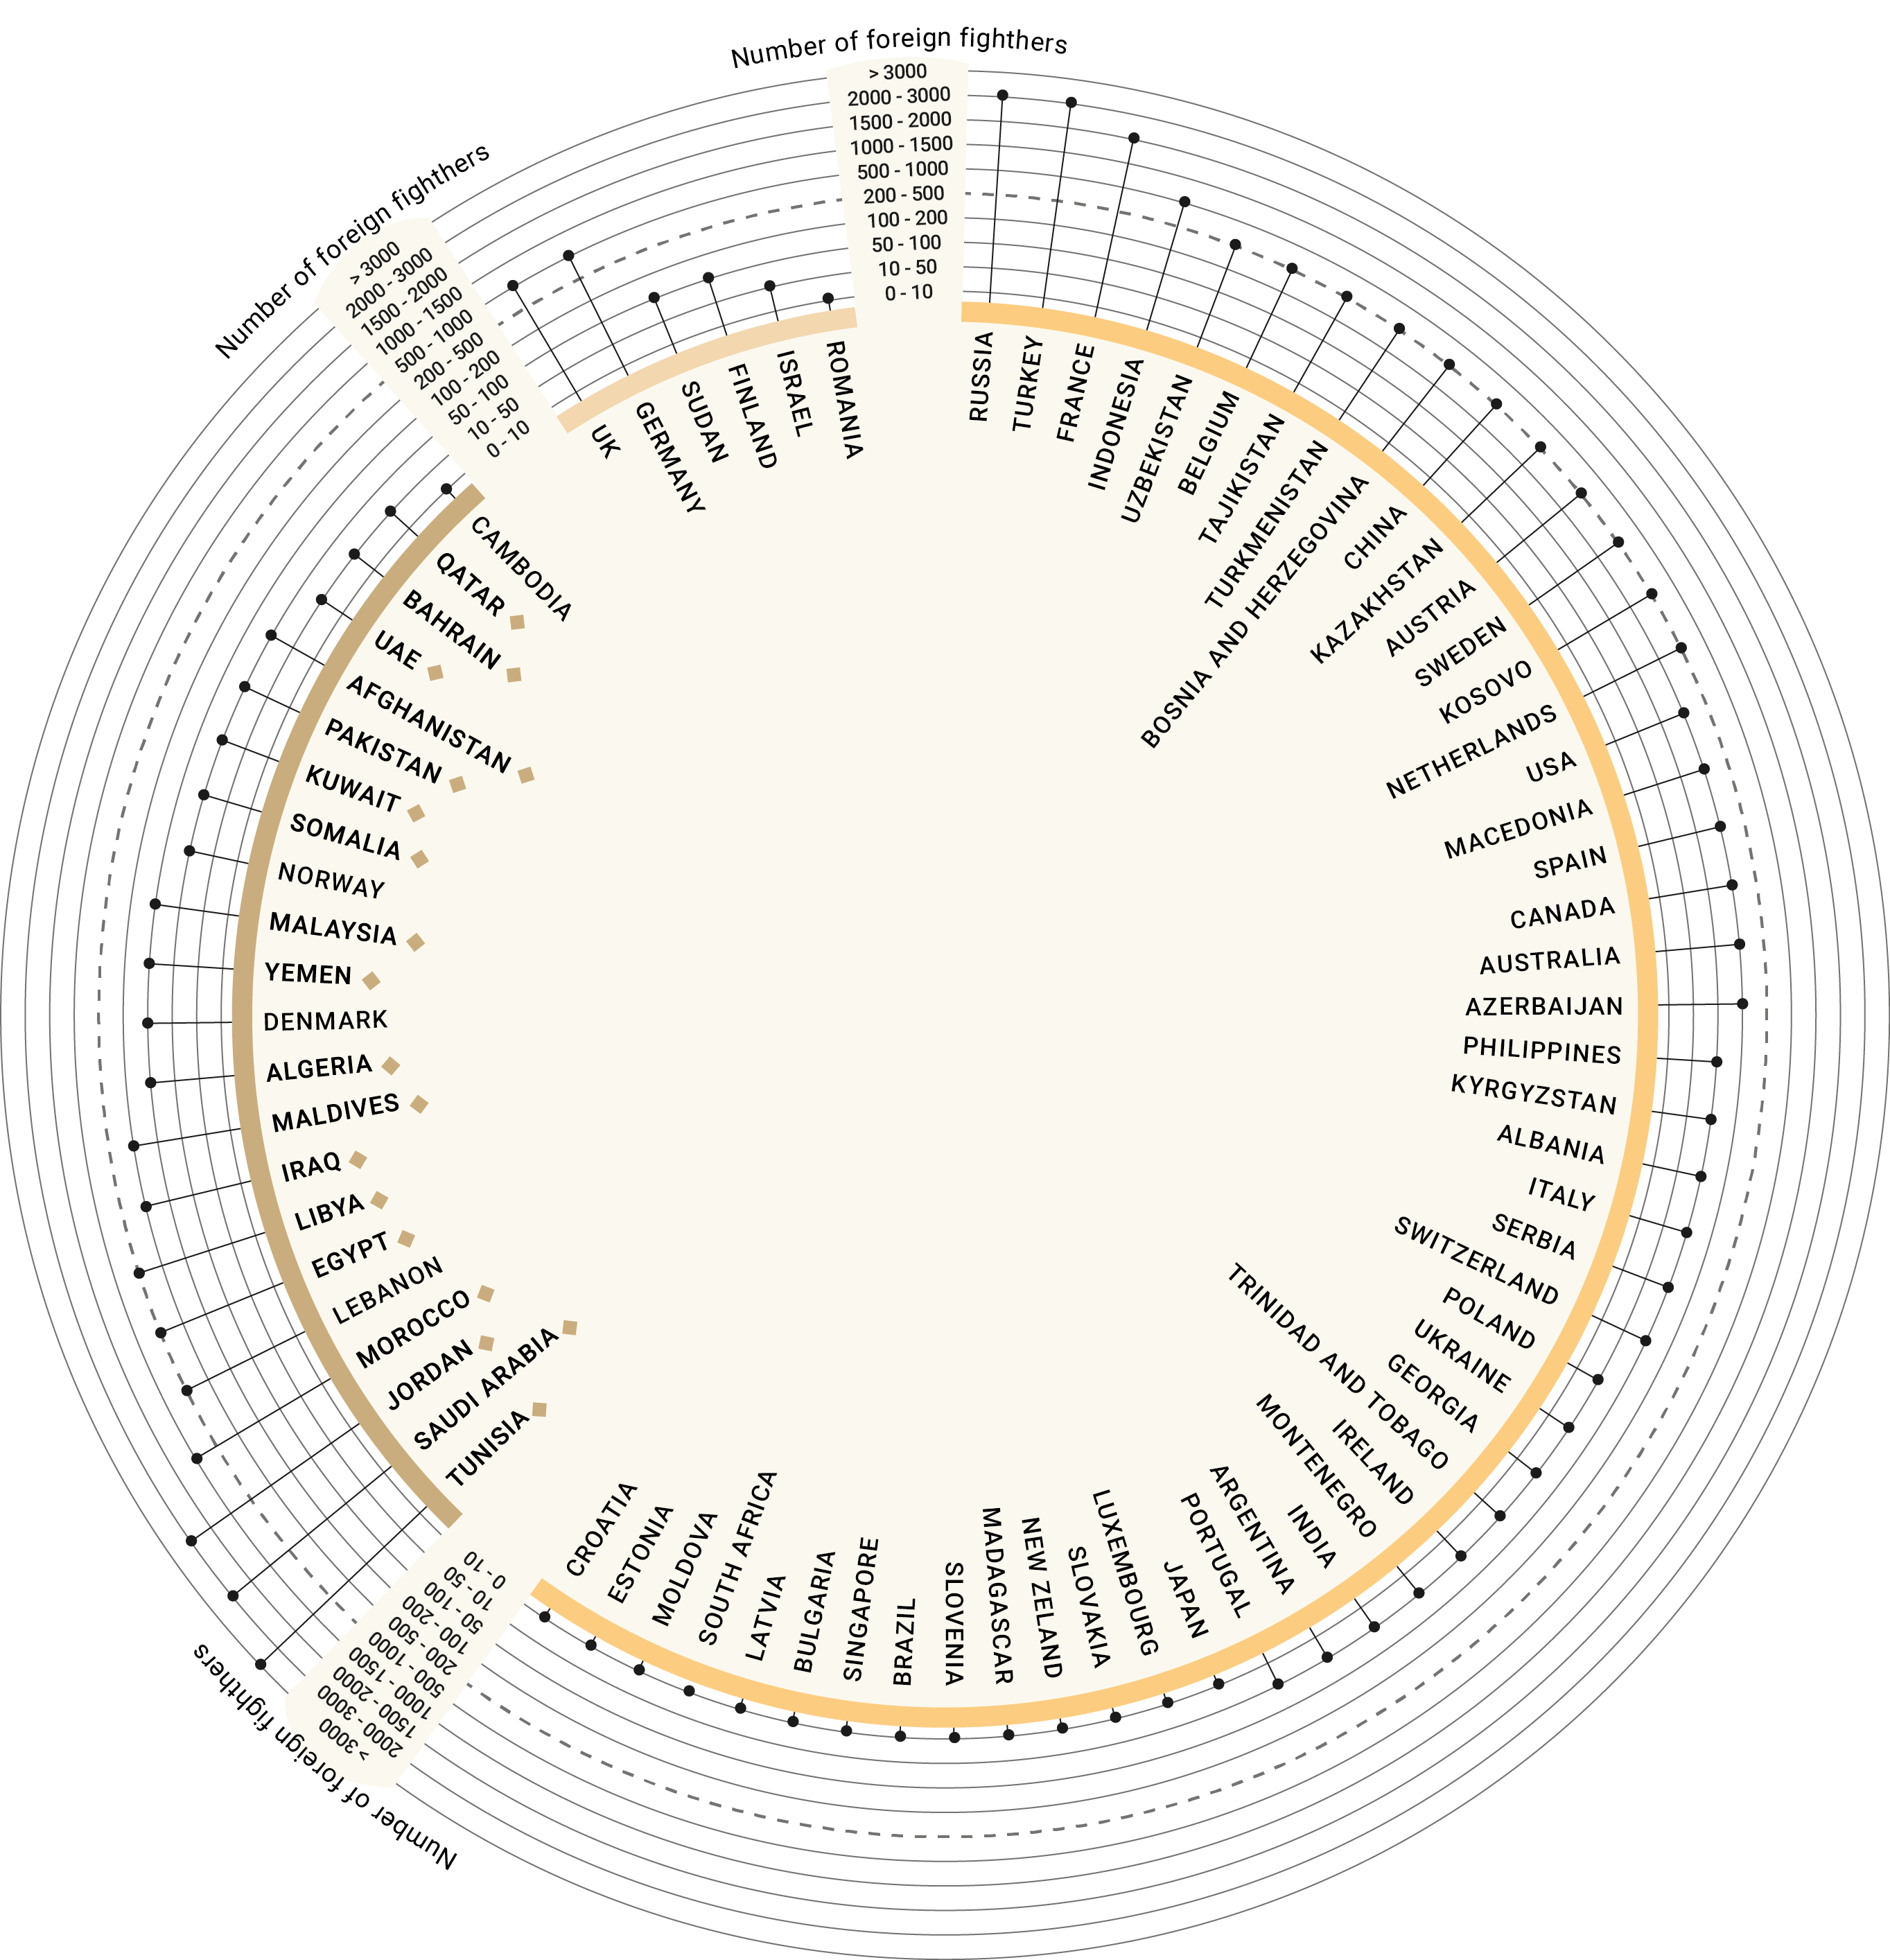 Number of foreign fighthers
> 3000
2000 - 3000
1500 - 2000
1000 - 1500
500 - 1000
200 - 500
100 - 200
50 - 100
10 - 50
0 - 10
RUSSIA
TURKEY
FRANCE
INDONESIA
UZBEKISTAN
BELGIUM
TAJIKISTAN
TURKMENISTAN
BOSNIA AND HERZEGOVINA
CHINA
KAZAKHSTAN
AUSTRIA
SWEDEN
KOSOVO
NETHERLANDS
USA
MACEDONIA
SPAIN
CANADA
AUSTRALIA
AZERBAIJAN
PHILIPPINES
KYRGYZSTAN
ALBANIA
ITALY
SERBIA
SWITZERLAND
POLAND
UKRAINE
GEORGIA
TRINIDAD AND TOBAGO
IRELAND
MONTENEGRO
INDIA
ARGENTINA
PORTUGAL
JAPAN
LUXEMBOURG
SLOVAKIA
NEW ZELAND
MADAGASCAR
SLOVENIA
BRAZIL
SINGAPORE
BULGARIA
LATVIA
SOUTH AFRICA
MOLDOVA
ESTONIA
CROATIA
Number of foreign fighthers
> 3000
2000 - 3000
1500 - 2000
1000 - 1500
500 - 1000
200 - 500
100 - 200
50 - 100
10 - 50
0 - 10
TUNISIA
SAUDI ARABIA
JORDAN
MOROCCO
LEBANON
EGYPT
LIBYA
IRAQ
MALDIVES
ALGERIA
DENMARK
YEMEN
MALAYSIA
NORWAY
SOMALIA
KUWAIT
PAKISTAN
AFGHANISTAN
UAE
BAHRAIN
QATAR
CAMBODIA
Number of foreign fighthers
> 3000
2000 - 3000
1500 - 2000
1000 - 1500
500 - 1000
200 - 500
100 - 200
50 - 100
10 - 50
0 - 10
UK
GERMANY
SUDAN
FINLAND
ISRAEL
ROMANIA